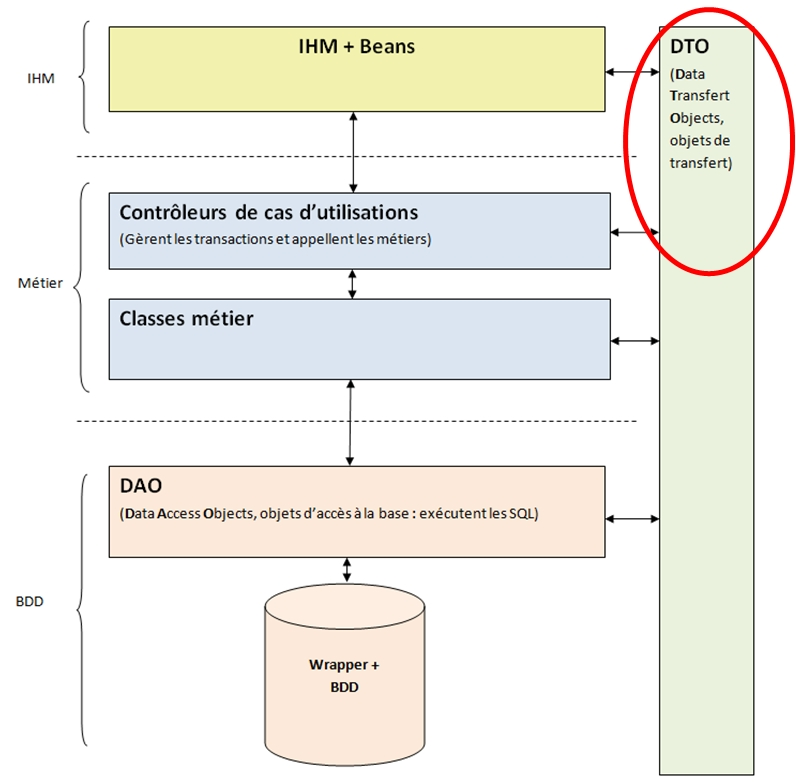 IHM
IHM + Beans
DTO
(Data
Transfert
Objects,
objets de
transfert)
Métier
Contrôleurs de cas d'utilisations
(Gèrent les transactions et appellent les métiers)
Classes métier
BDD
DAO
(Data Access Objects, objets d'accès à la base : exécutent les SQL)
Wrapper +
BDD